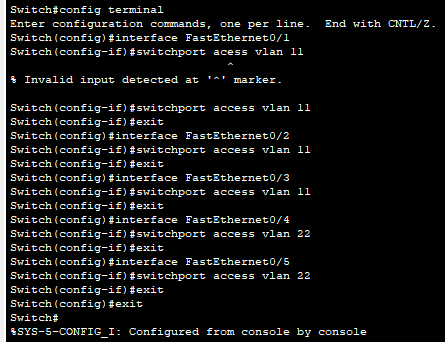 Switch#config terminal
Enter configuration commands, one per line.  End with CNTL/Z.
Switch(config)#interface FastEthernet0/1
Switch(config-if)#switchport acess vlan 11
^
% Invalid input detected at '^' marker.
Switch(config-if)#switchport access vlan 11
Switch(config-if)#exit
Switch(config)#interface FastEthernet0/2
Switch(config-if)#switchport access vlan 11
Switch(config-if)#exit
Switch(config)#interface FastEthernet0/3
Switch(config-if)#switchport access vlan 11
Switch(config-if)#exit
Switch(config)#interface FastEthernet0/4
Switch(config-if)#switchport access vlan 22
Switch(config-if)#exit
Switch(config)#interface FastEthernet0/5
Switch(config-if)#switchport access vlan 22
Switch(config-if)#exit
Switch(config)#exit
Switch#
%SYS-5-CONFIG_I: Configured from console by console